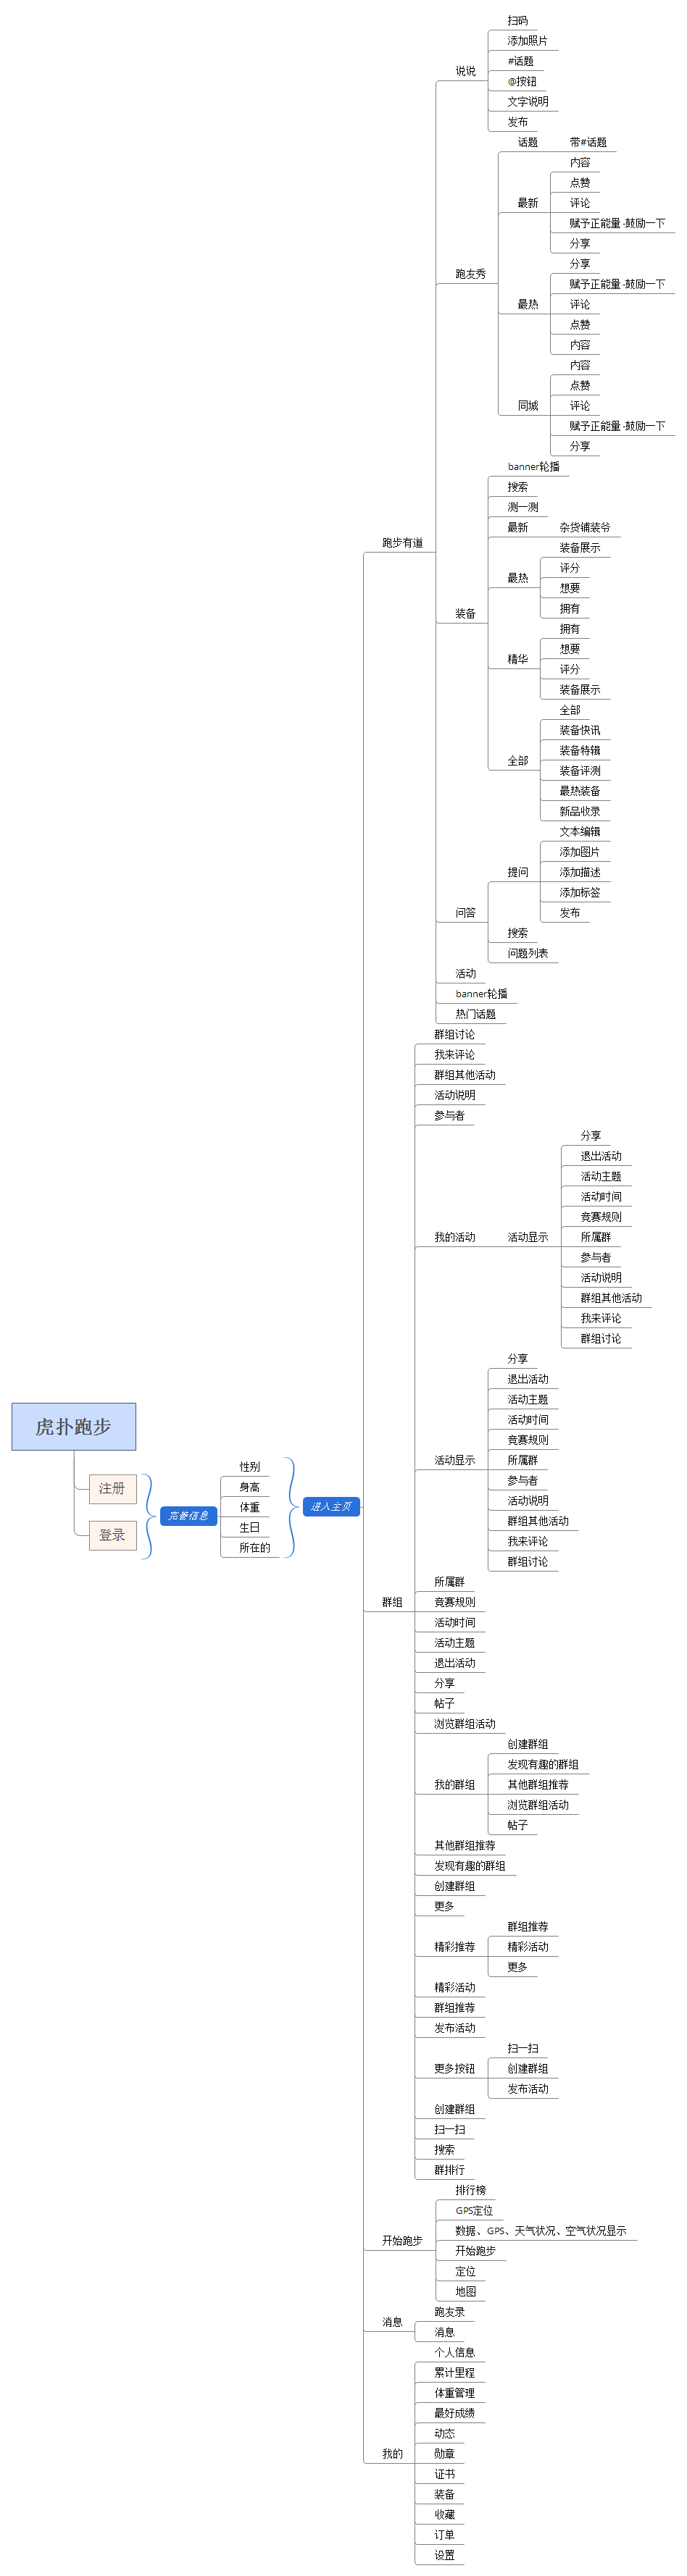 虎扑跑步
注册
登录
完善信息
性别
身高
体重
生日
所在的
进入主页
跑步有道
说说
扫码
添加照片
#话题
@按钮
文字说明
发布
跑友秀
话题
带#话题
最新
内容
点赞
评论
赋予正能量-鼓励一下
分享
最热
分享
赋予正能量-鼓励一下
评论
点赞
内容
同城
内容
点赞
评论
赋予正能量-鼓励一下
分享
装备
banner轮播
搜索
测一测
最新
杂货铺装爷
最热
装备展示
评分
想要
拥有
精华
拥有
想要
评分
装备展示
全部
全部
装备快讯
装备特辑
装备评测
最热装备
新品收录
问答
提问
文本编辑
添加图片
添加描述
添加标签
发布
搜索
问题列表
活动
banner轮播
热门话题
群组
群组讨论
我来评论
群组其他活动
活动说明
参与者
我的活动
活动显示
分享
退出活动
活动主题
活动时间
竞赛规则
所属群
参与者
活动说明
群组其他活动
我来评论
群组讨论
活动显示
分享
退出活动
活动主题
活动时间
竞赛规则
所属群
参与者
活动说明
群组其他活动
我来评论
群组讨论
所属群
竞赛规则
活动时间
活动主题
退出活动
分享
帖子
浏览群组活动
我的群组
创建群组
发现有趣的群组
其他群组推荐
浏览群组活动
帖子
其他群组推荐
发现有趣的群组
创建群组
更多
精彩推荐
群组推荐
精彩活动
更多
精彩活动
群组推荐
发布活动
更多按钮
扫一扫
创建群组
发布活动
创建群组
扫一扫
搜索
群排行
开始跑步
排行榜
GPS定位
数据、GPS、天气状况、空气状况显示
开始跑步
定位
地图
消息
跑友录
消息
我的
个人信息
累计里程
体重管理
最好成绩
动态
勋章
证书
装备
收藏
订单
设置